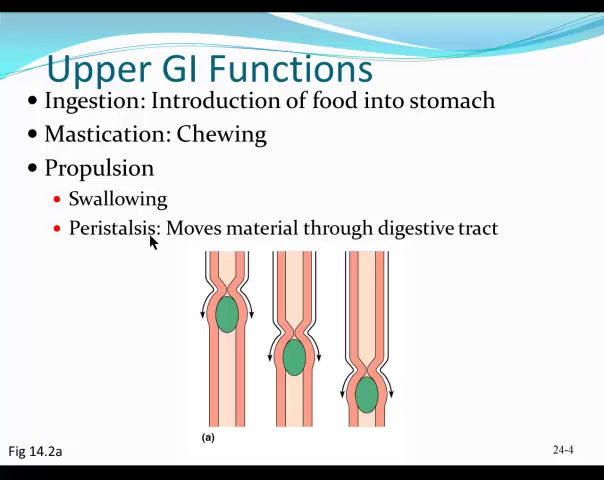 Upper GI Functions
• Ingestion: Introduction of food into stomach
• Mastication: Chewing
• Propulsion
• Swallowing
• Peristalsis: Moves material through digestive tract
(a)
Fig 14.2a
24-4